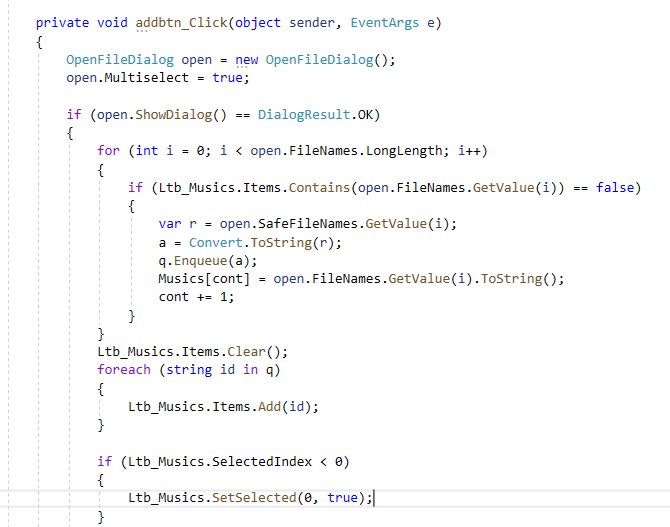 private void addbtn_Click(object sender, EventArgs e)
{
OpenFileDialog open = new OpenFileDialog();
open.Multiselect = true;
if (open.ShowDialog() == DialogResult.OK)
{
for (int i = 0; i < open.FileNames.LongLength; i++)
{
if (Ltb_Musics.Items.Contains(open.FileNames.GetValue(i)) == false)
{
var r = open.SafeFileNames.GetValue(i);
a = Convert.ToString(r);
q.Enqueue(a);
Musics[cont] = open.FileNames.GetValue(i).ToString();
cont += 1;
}
}
Ltb_Musics.Items.Clear();
foreach (string id in q)
{
Ltb_Musics.Items.Add(id);
}
if (Ltb_Musics.SelectedIndex < 0)
{
Ltb_Musics.SetSelected(0, true);
}